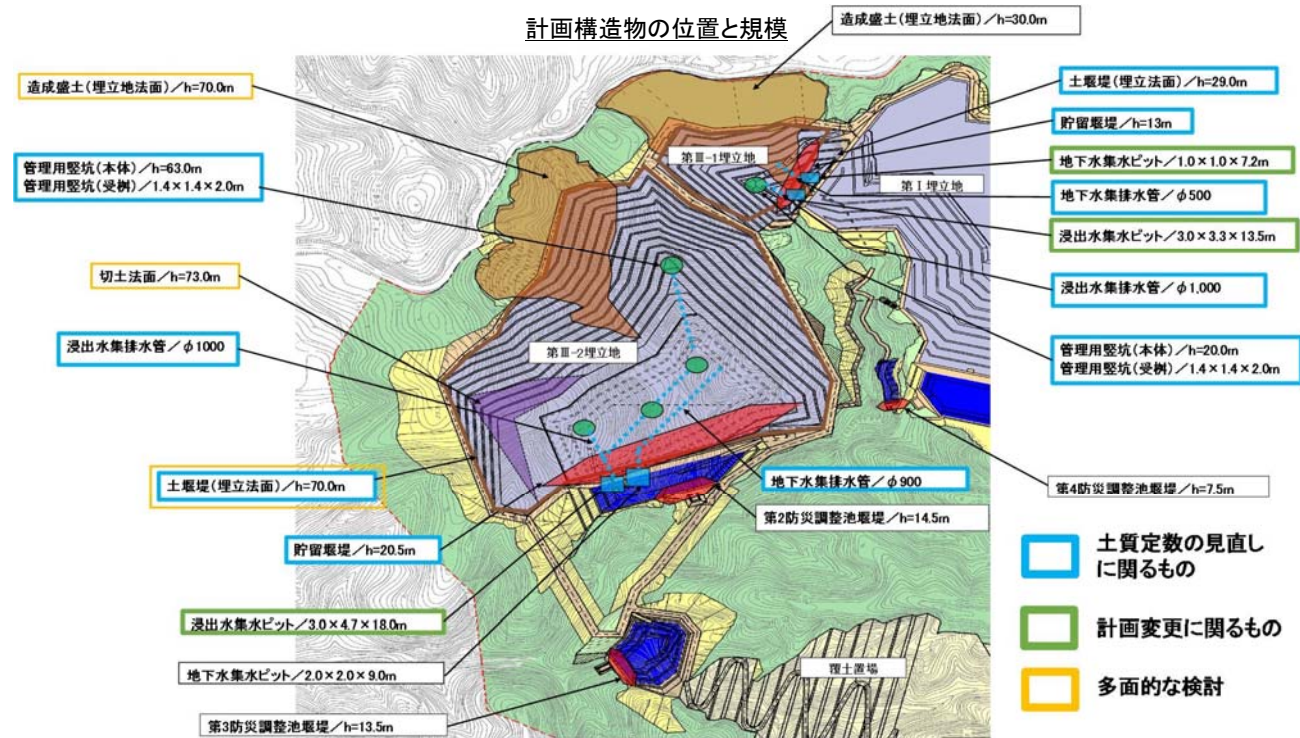 計画構造物の位置と規模
造成盛土(埋立地法面)/h=30.0m
造成盛土(埋立地法面)/h=70.0m
管理用竪坑(本体)/h=63.0m
管理用竪坑(受桝)/1.4×1.4×2.0m
切土法面/h=73.0m
浸出水集排水管/φ1000
土堰堤(埋立法面)/h=70.0m
貯留堰堤/h=20.5m
浸出水集水ピット/3.0×4.7×18.0m
地下水集水ピット/2.0×2.0×9.0m
第3防災調整池堰堤/h=13.5m
第Ⅲ-1埋立地
第Ⅰ埋立地
第Ⅲ-2埋立地
地下水集排水管/φ900
第2防災調整池堰堤/h=14.5m
覆土置場
土堰堤(埋立法面)/h=29.0m
貯留堰堤/h=13m
地下水集水ピット/1.0×1.0×7.2m
地下水集排水管/φ500
浸出水集水ピット/3.0×3.3×13.5m
浸出水集排水管/φ1,000
管理用竪坑(本体)/h=20.0m
管理用竪坑(受桝)/1.4×1.4×2.0m
第4防災調整池堰堤/h=7.5m
土質定数の見直し
に関るもの
計画変更に関るもの
多面的な検討